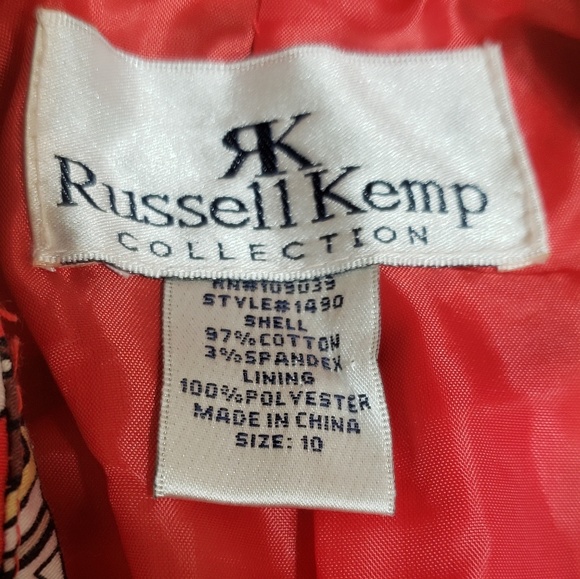 RK
Russell Kemp
COLLECTION
RN#109039
STYLE#1490
SHELL
97%COTTON
3%SPANDEX
LINING
100%POLYESTER
MADE IN CHINA
SIZE: 10